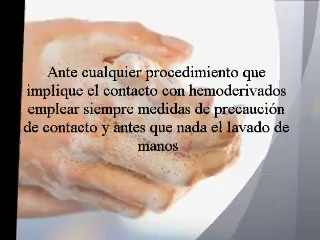 Ante cualquier procedimiento que
implique el contacto con hemoderivados
emplear siempre medidas de precaución
de contacto y antes que nada el lavado de
manos